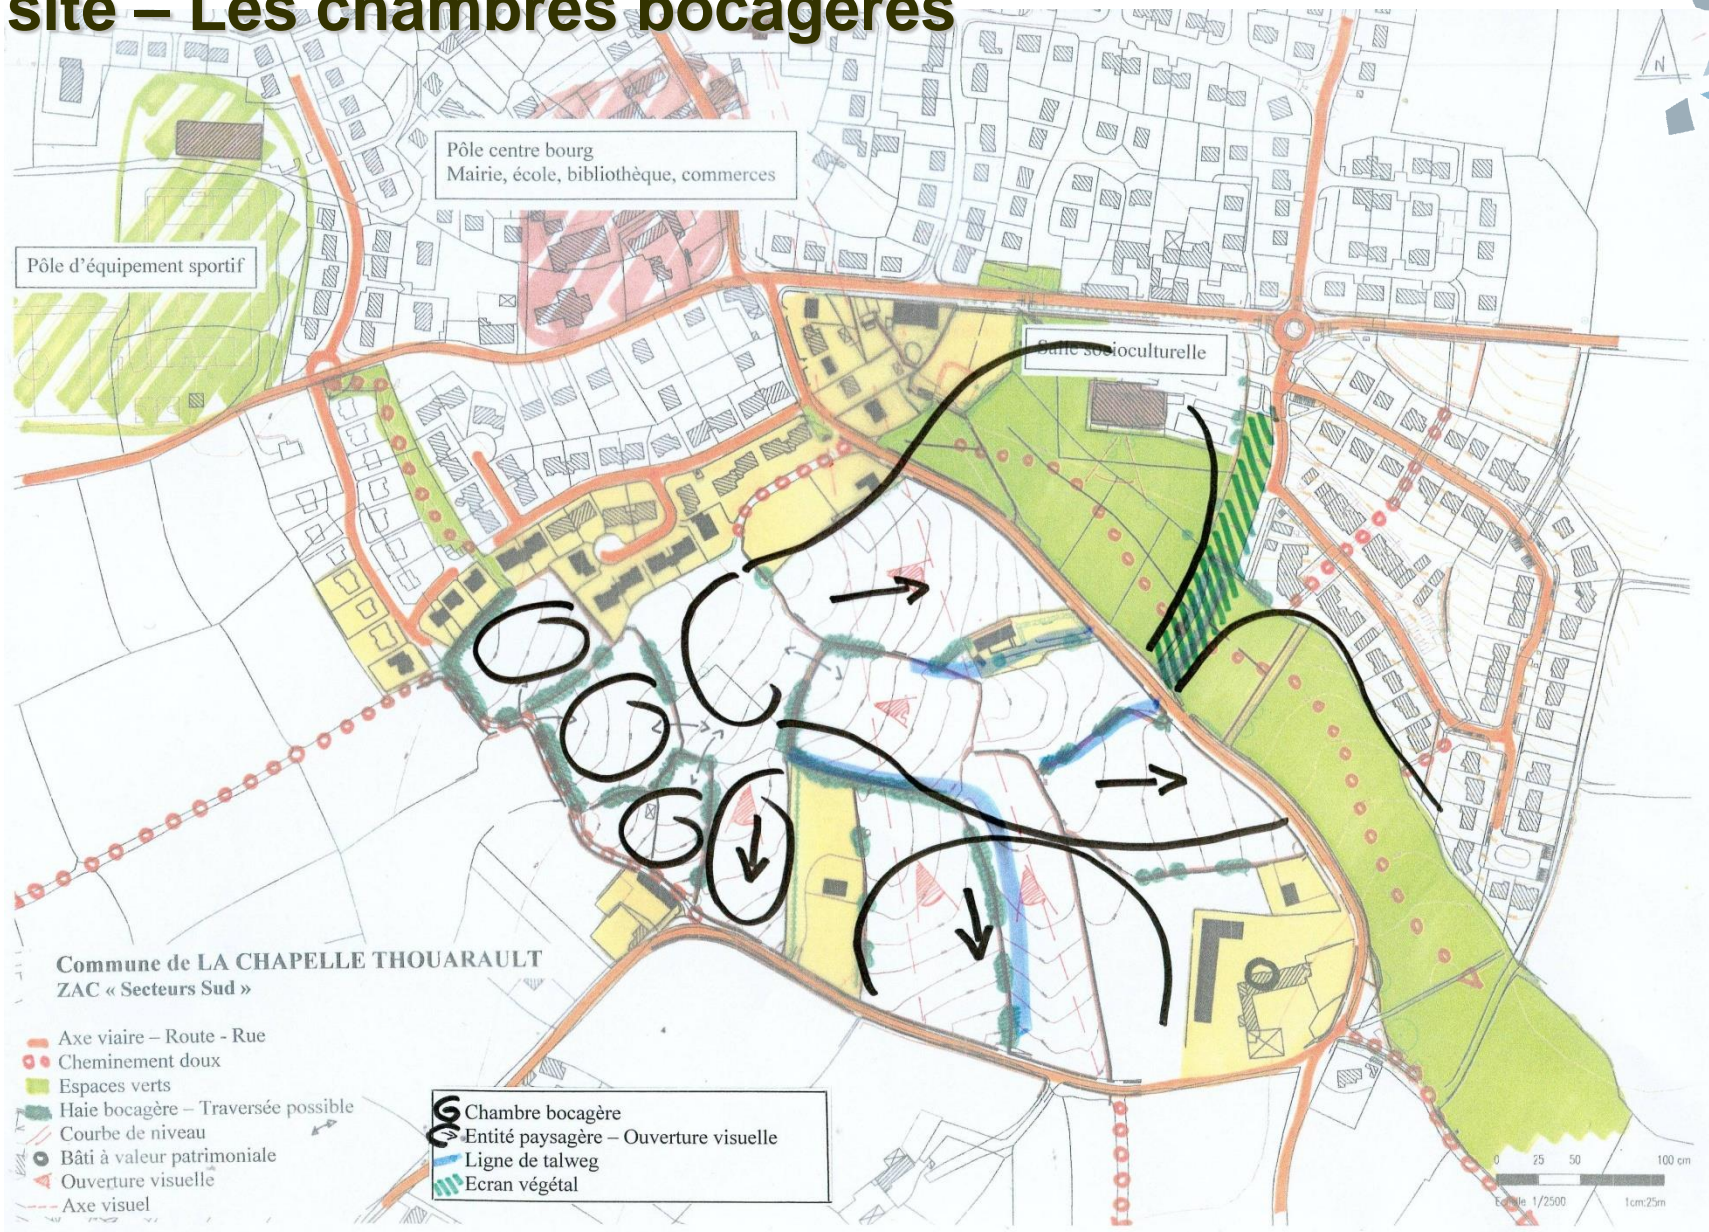 site – Les chambres bocagères
N
Pôle centre bourg
Mairie, école, bibliothèque, commerces
Pôle d'équipement sportif
Salle socioculturelle
Commune de LA CHAPELLE THOUARAULT
ZAC « Secteurs Sud »
Axe viaire – Route - Rue
Cheminement doux
Espaces verts
Haie bocagère – Traversée possible
Courbe de niveau
Bâti à valeur patrimoniale
Ouverture visuelle
Axe visuel
Chambre bocagère
Entité paysagère – Ouverture visuelle
Ligne de talweg
Ecran végétal
0 25 50 100 cm
Echelle 1/2500 1cm:25m